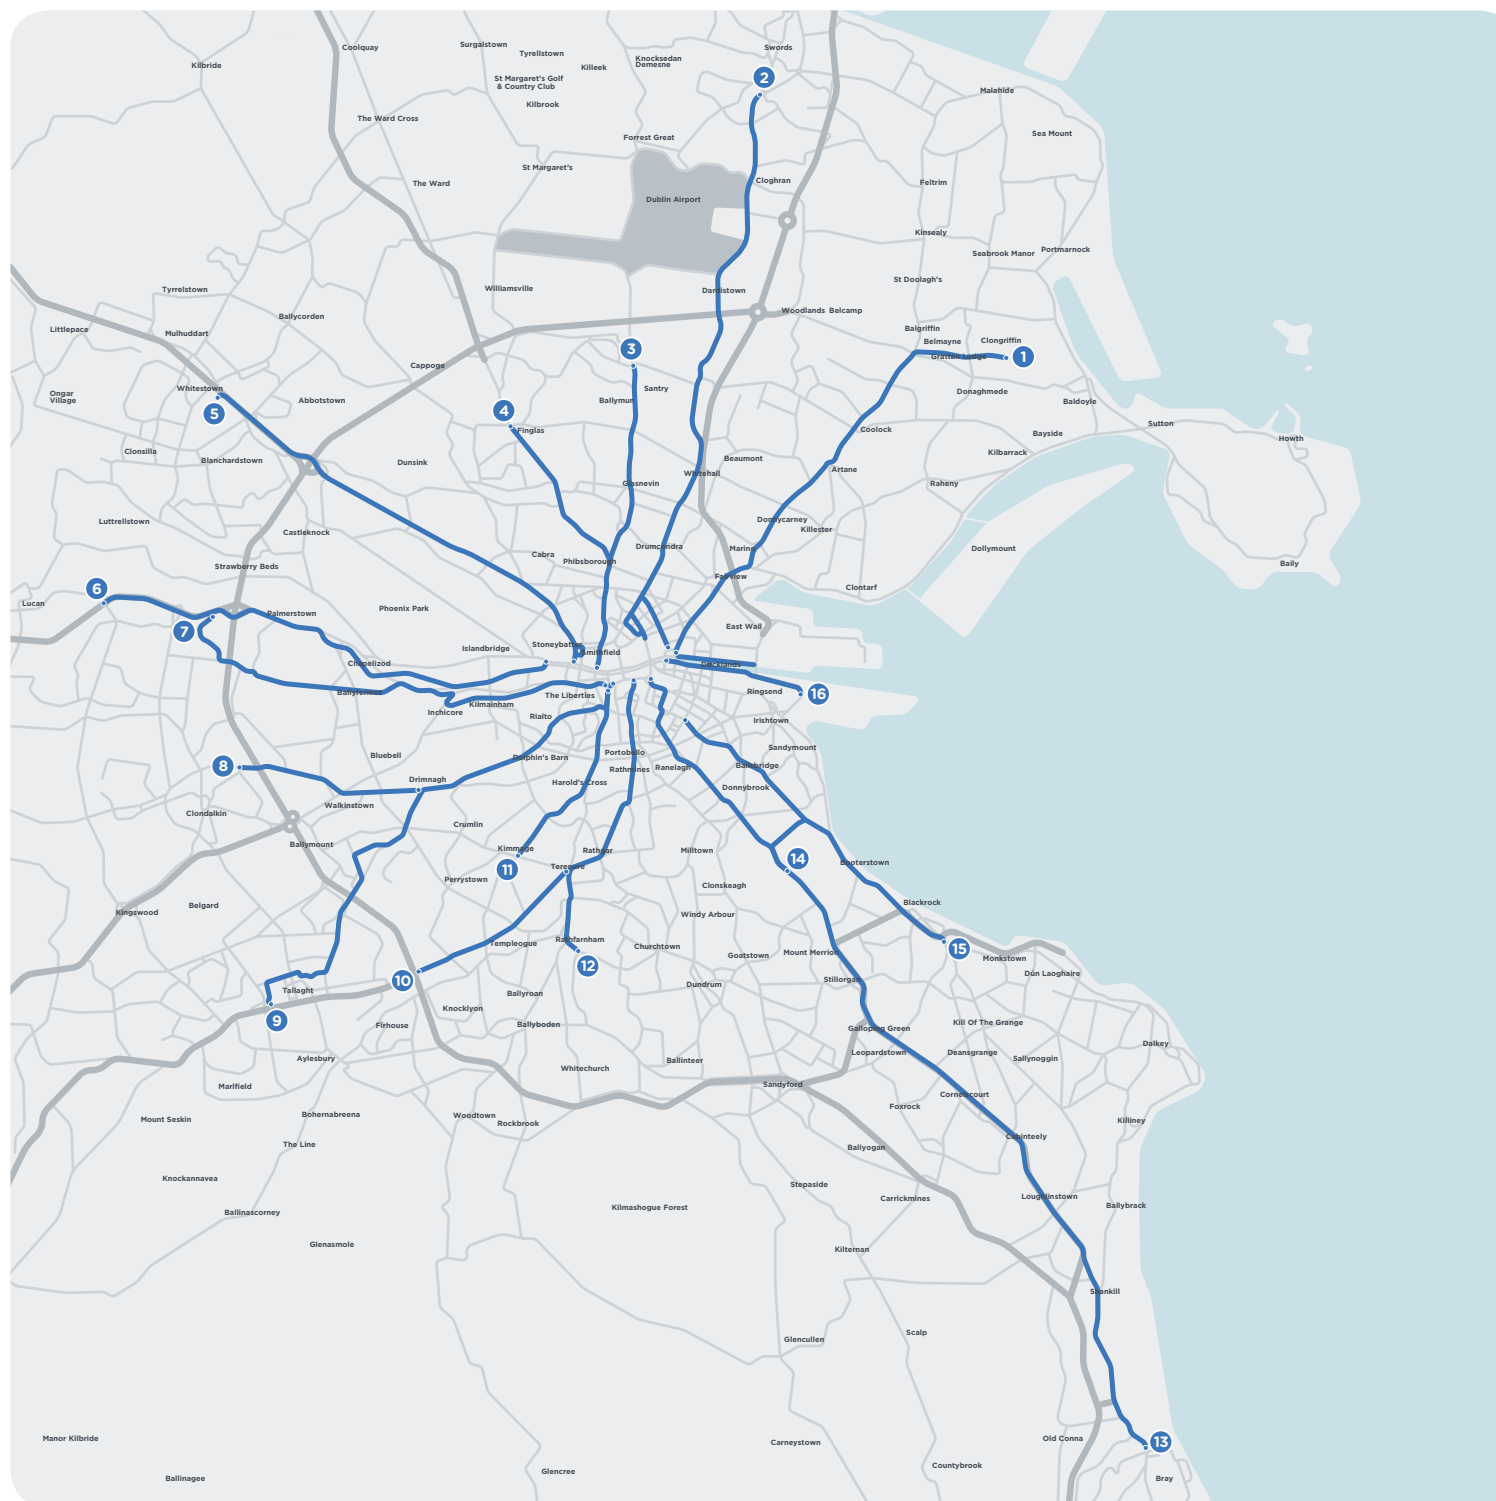 Coolquay
Surgalstown
Tyrellstown
Kilbride
Killeek
Knocksedan
Demesne
Swords
2
St Margaret's Golf
& Country Club
Kilbrook
Malahide
The Ward Cross
Forrest Great
Sea Mount
St Margaret's
The Ward
Cloghran
Feltrim
Dublin Airport
Kinsealy
Seabrook Manor
Portmarnock
St Doolagh's
Tyrrelstown
Williamsville
Dardistown
Woodlands
Belcamp
Ballycorden
Littlepace
Mulhuddart
Balgriffin
Belmayne
Clongriffin
Grattan Lodge
1
3
Cappoge
Whitestown
Santry
Donaghmede
Ongar
Village
Abbotstown
Ballymun
Baldoyle
5
4
Finglas
Coolock
Sutton
Bayside
Howth
Clonsilla
Kilbarrack
Blanchardstown
Dunsink
Beaumont
Whitehall
Artane
Glasnevin
Raheny
Luttrellstown
Donnycarney
Killester
Castleknock
Drumcondra
Marino
Dollymount
Cabra
Phibsborough
Baily
Strawberry Beds
Fairview
Clontarf
6
Lucan
Phoenix Park
Palmerstown
7
East Wall
Stoneybatter
Islandbridge
Smithfield
Chapelizod
Docklands
Ballyfermot
The Liberties
Ringsend
16
Kilmainham
Inchicore
Rialto
Irishtown
Sandymount
Bluebell
Dolphin's Barn
Portobello
8
Rathmines
Ranelagh
Ballsbridge
Drimnagh
Harold's Cross
Donnybrook
Walkinstown
Clondalkin
Crumlin
Ballymount
Kimmage
Rathgar
Milltown
14
Booterstown
11
Terenure
Perrystown
Clonskeagh
Blackrock
Belgard
Kingswood
Windy Arbour
Templeogue
Rathfarnham
Churchtown
15
Goatstown
Mount Merrion
Monkstown
12
Dún Laoghaire
10
Stillorgan
Dundrum
Tallaght
Ballyroan
Knocklyon
9
Firhouse
Ballyboden
Galloping Green
Kill Of The Grange
Dalkey
Aylesbury
Ballinteer
Leopardstown
Deansgrange
Sallynoggin
Whitechurch
Marlfield
Sandyford
Cornelscourt
Foxrock
Mount Seskin
Bohernabreena
Woodtown
Rockbrook
Killiney
Cabinteely
The Line
Ballyogan
Knockannavea
Stepaside
Carrickmines
Loughlinstown
Ballybrack
Kilmashogue Forest
Ballinascorney
Glenasmole
Kilternan
Shankill
Glencullen
Scalp
Manor Kilbride
Carneystown
Old Conna
13
Countybrook
Glencree
Ballinagee
Bray